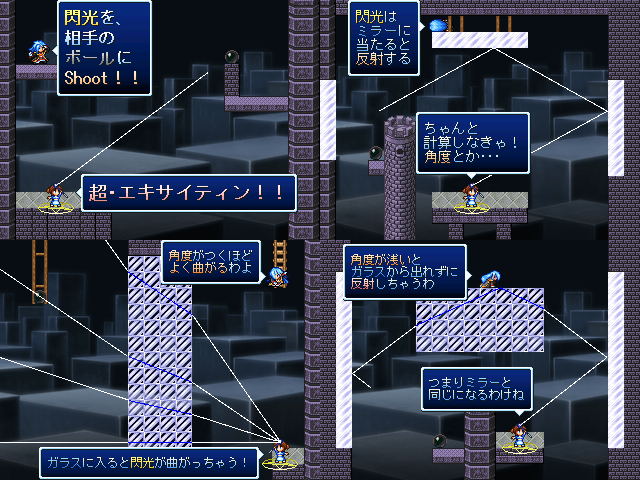 閃光を、
相手の
ボールに
Shoot！！
超・エキサイティン！！
閃光は
ミラーに
当たると
反射する
ちゃんと
計算しなきゃ！
角度とか・・・
角度がつくほど
よく曲がるわよ
ガラスに入ると閃光が曲がっちゃう！
角度が浅いと
ガラスから出れずに
反射しちゃうわ
つまりミラーと
同じになるわけね